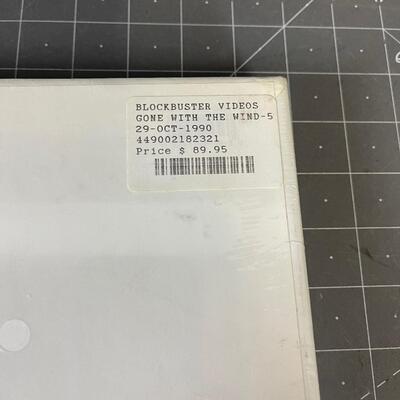 BLOCKBUSTER VIDEOS
GONE WITH THE WIND-5
29-OCT-1990
449002182321
Price $ 89.95